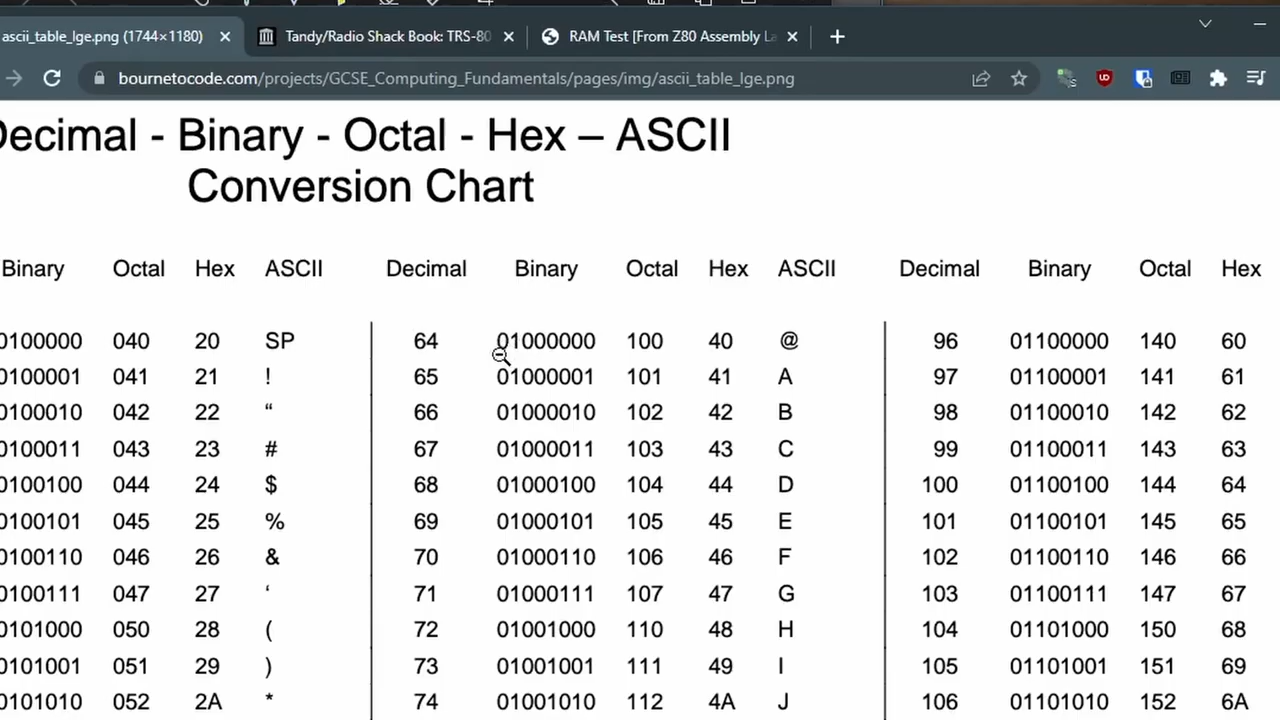 ascii_table_lge.png (1744×1180)
Tandy/Radio Shack Book: TRS-80
RAM Test [From Z80 Assembly La
bournetocode.com/projects/GCSE_Computing_Fundamentals/pages/img/ascii_table_lge.png
Decimal - Binary - Octal - Hex – ASCII
Conversion Chart
Binary Octal Hex ASCII Decimal Binary Octal Hex ASCII Decimal Binary Octal Hex
0100000 040 20 SP 64 01000000 100 40 @ 96 01100000 140 60
0100001 041 21 ! 65 01000001 101 41 A 97 01100001 141 61
0100010 042 22 “ 66 01000010 102 42 B 98 01100010 142 62
0100011 043 23 # 67 01000011 103 43 C 99 01100011 143 63
0100100 044 24 $ 68 01000100 104 44 D 100 01100100 144 64
0100101 045 25 % 69 01000101 105 45 E 101 01100101 145 65
0100110 046 26 & 70 01000110 106 46 F 102 01100110 146 66
0100111 047 27 ‘ 71 01000111 107 47 G 103 01100111 147 67
0101000 050 28 ( 72 01001000 110 48 H 104 01101000 150 68
0101001 051 29 ) 73 01001001 111 49 I 105 01101001 151 69
0101010 052 2A * 74 01001010 112 4A J 106 01101010 152 6A